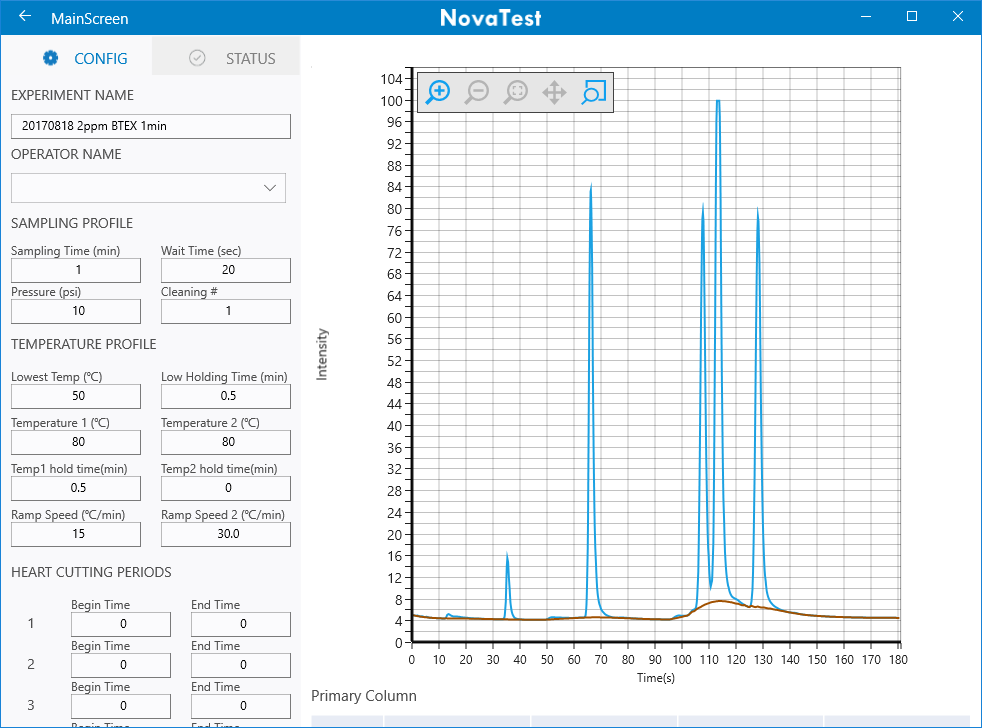 MainScreen
NovaTest
CONFIG
STATUS
EXPERIMENT NAME
20170818 2ppm BTEX 1min
OPERATOR NAME
SAMPLING PROFILE
Sampling Time (min) Wait Time (sec)
1 20
Pressure (psi) Cleaning #
10 1
TEMPERATURE PROFILE
Lowest Temp (℃) Low Holding Time (min)
50 0.5
Temperature 1 (℃) Temperature 2 (℃)
80 80
Temp1 hold time(min) Temp2 hold time(min)
0.5 0
Ramp Speed (℃/min) Ramp Speed 2 (℃/min)
15 30.0
HEART CUTTING PERIODS
Begin Time End Time
1 0 0
Begin Time End Time
2 0 0
Begin Time End Time
3 0 0
Begin Time End Time
Intensity
104
100
96
92
88
84
80
76
72
68
64
60
56
52
48
44
40
36
32
28
24
20
16
12
8
4
0
0 10 20 30 40 50 60 70 80 90 100 110 120 130 140 150 160 170 180
Time(s)
Primary Column